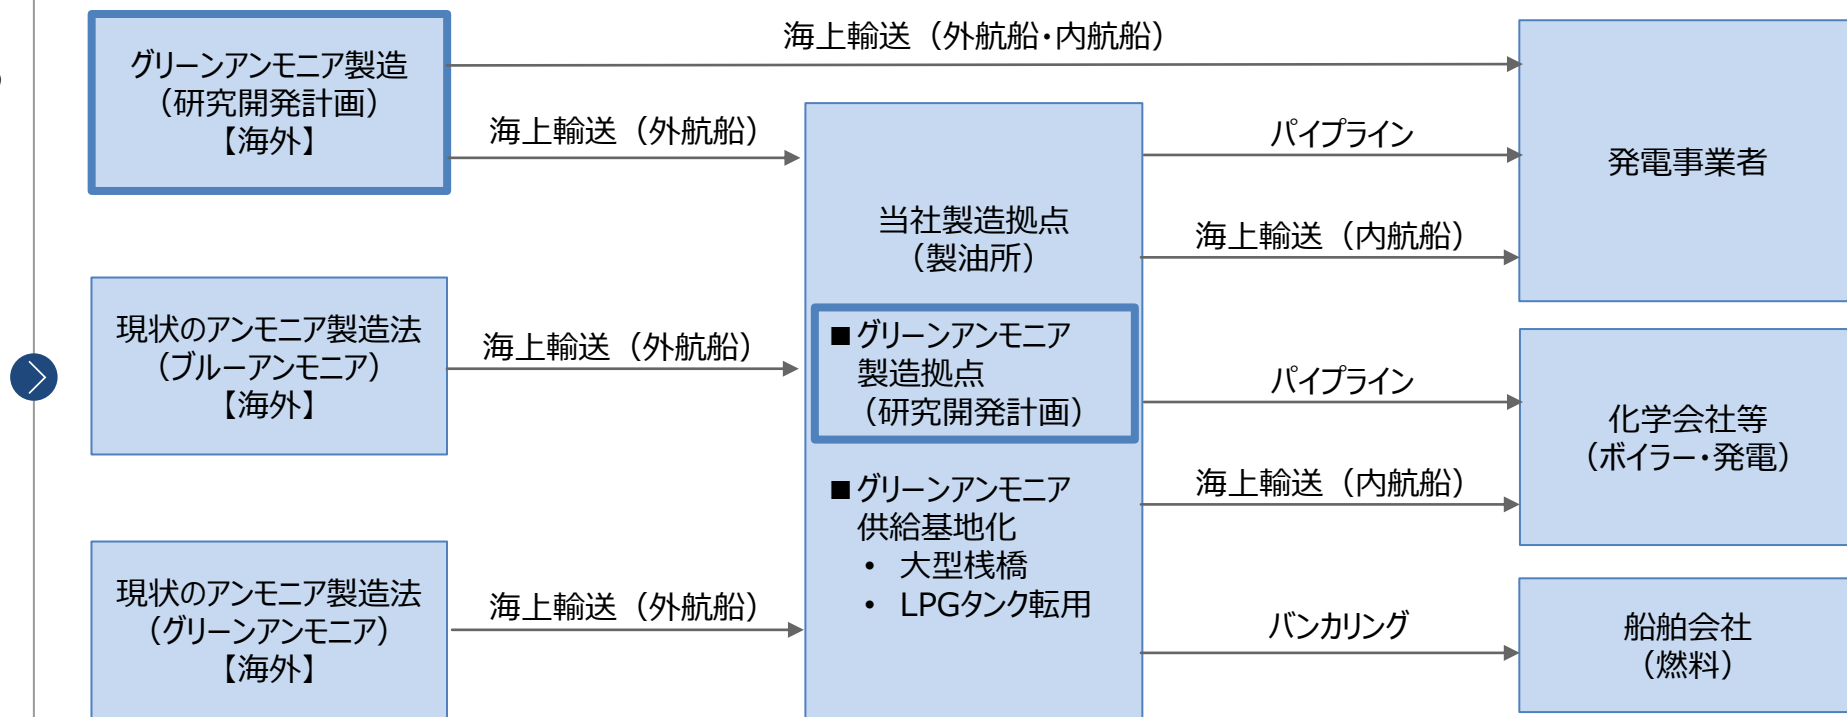 グリーンアンモニア製造
（研究開発計画）
【海外】
海上輸送（外航船・内航船）
海上輸送（外航船）
現状のアンモニア製造法
（ブルーアンモニア）
【海外】
海上輸送（外航船）
現状のアンモニア製造法
（グリーンアンモニア）
【海外】
海上輸送（外航船）
当社製造拠点
（製油所）
■グリーンアンモニア
製造拠点
（研究開発計画）
■グリーンアンモニア
供給基地化
• 大型桟橋
• LPGタンク転用
パイプライン
海上輸送（内航船）
発電事業者
パイプライン
海上輸送（内航船）
化学会社等
（ボイラー・発電）
バンカリング
船舶会社
（燃料）